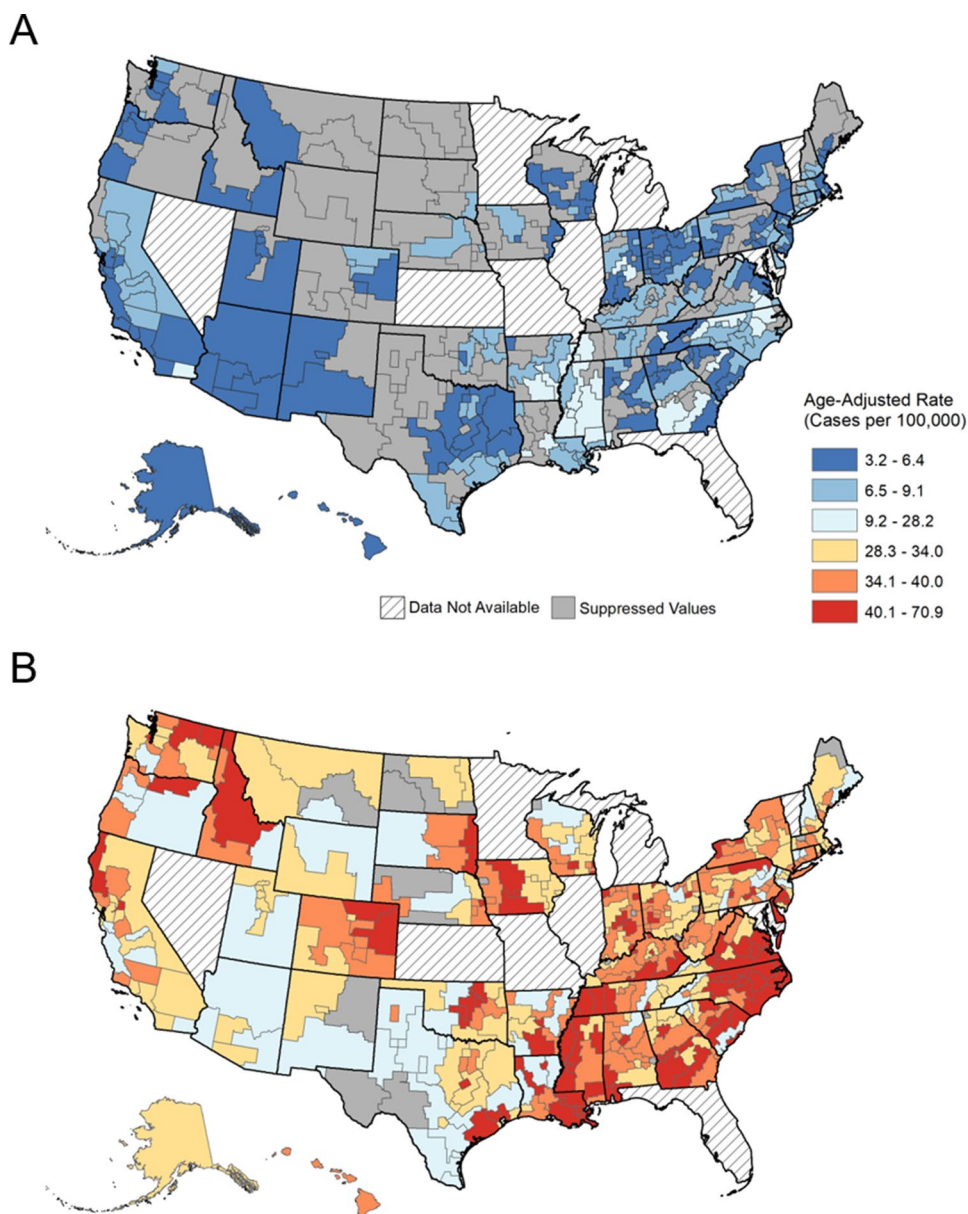 A
Age-Adjusted Rate
(Cases per 100,000)
3.2 - 6.4
6.5 - 9.1
9.2 - 28.2
28.3 - 34.0
34.1 - 40.0
40.1 - 70.9
Data Not Available
Suppressed Values
B